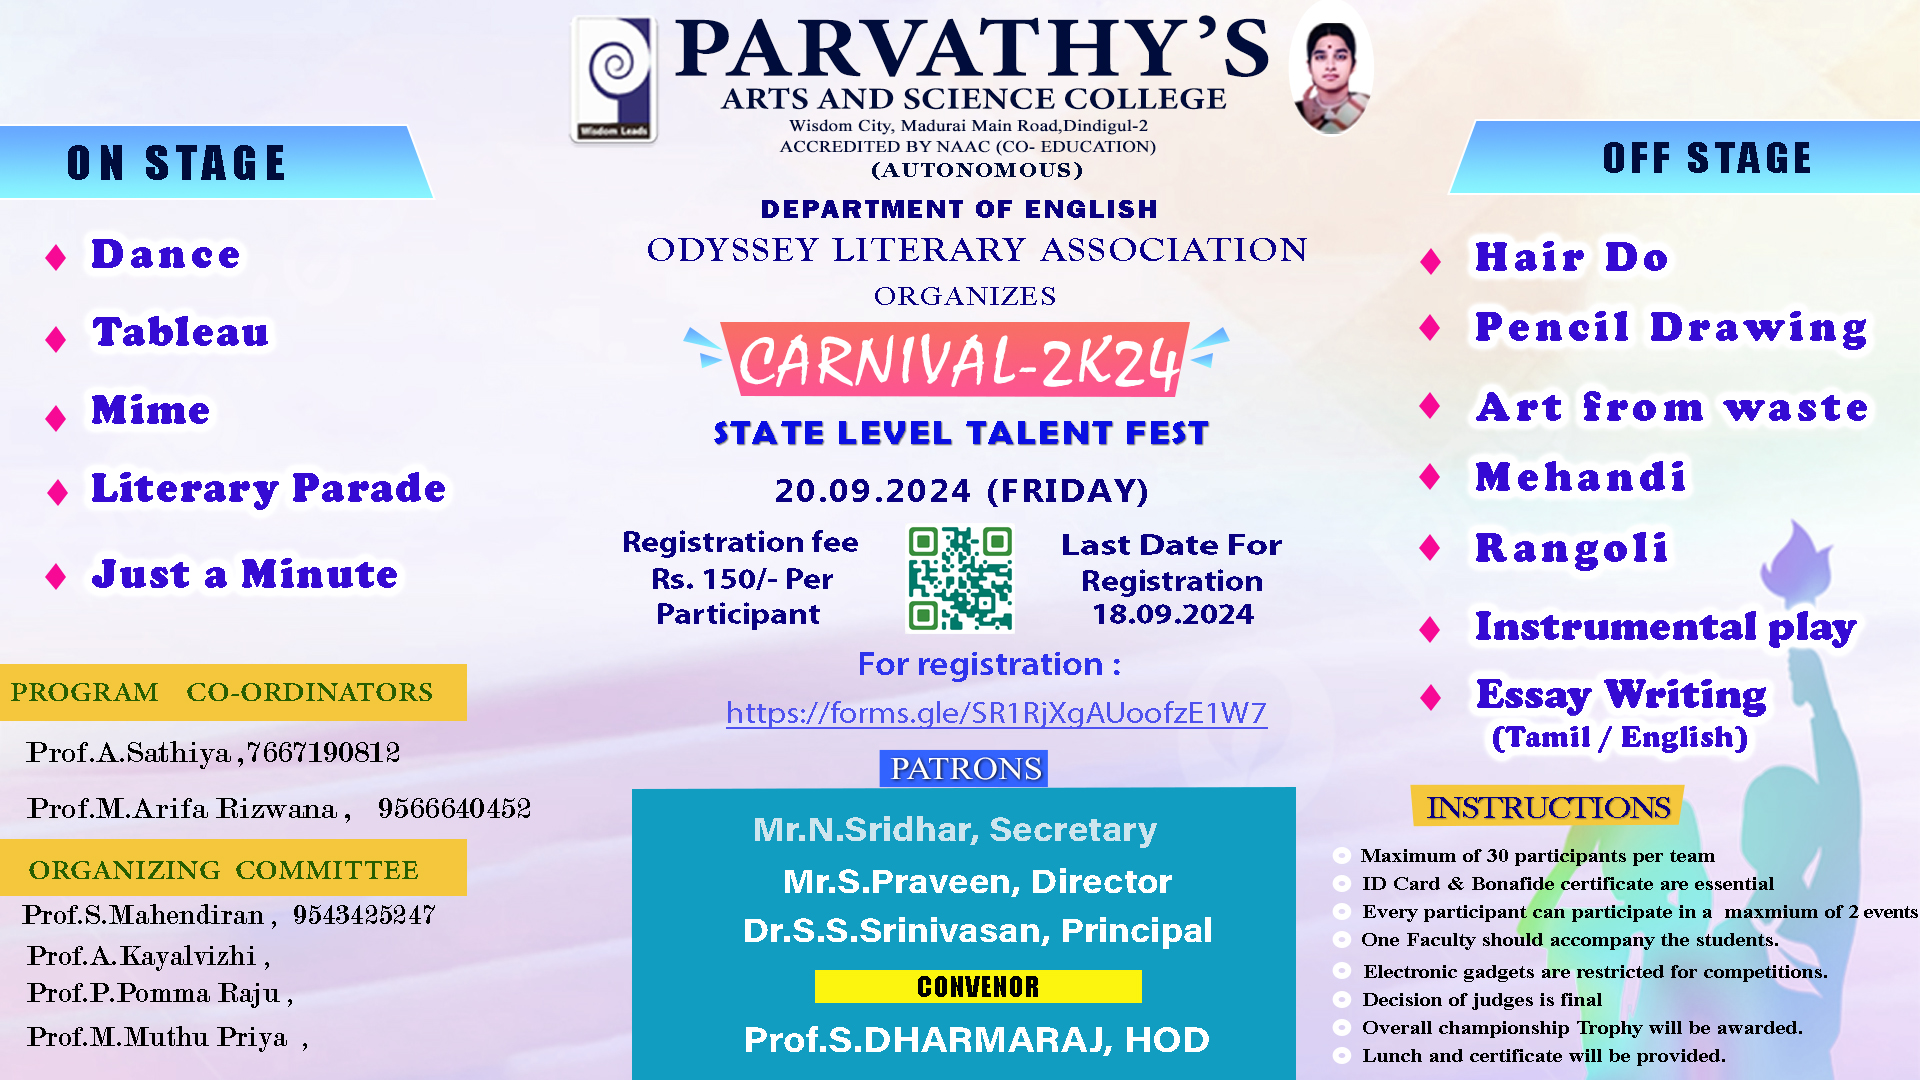 Wisdom Leads
PARVATHY'S
ARTS AND SCIENCE COLLEGE
Wisdom City, Madurai Main Road,Dindigul-2
ACCREDITED BY NAAC (CO- EDUCATION)
(AUTONOMOUS)
DEPARTMENT OF ENGLISH
ODYSSEY LITERARY ASSOCIATION
ORGANIZES
CARNIVAL-2K24
STATE LEVEL TALENT FEST
20.09.2024 (FRIDAY)
Registration fee
Rs. 150/- Per
Participant
Last Date For
Registration
18.09.2024
For registration :
https://forms.gle/SR1RjXgAUoofzE1W7
PATRONS
Mr.N.Sridhar, Secretary
Mr.S.Praveen, Director
Dr.S.S.Srinivasan, Principal
CONVENOR
Prof.S.DHARMARAJ, HOD
ON STAGE
Dance
Tableau
Mime
Literary Parade
Just a Minute
PROGRAM CO-ORDINATORS
Prof.A.Sathiya ,7667190812
Prof.M.Arifa Rizwana , 9566640452
ORGANIZING COMMITTEE
Prof.S.Mahendiran , 9543425247
Prof.A.Kayalvizhi ,
Prof.P.Pomma Raju ,
Prof.M.Muthu Priya ,
OFF STAGE
Hair Do
Pencil Drawing
Art from waste
Mehandi
Rangoli
Instrumental play
Essay Writing
(Tamil / English)
INSTRUCTIONS
Maximum of 30 participants per team
ID Card & Bonafide certificate are essential
Every participant can participate in a maxmium of 2 events
One Faculty should accompany the students.
Electronic gadgets are restricted for competitions.
Decision of judges is final
Overall championship Trophy will be awarded.
Lunch and certificate will be provided.